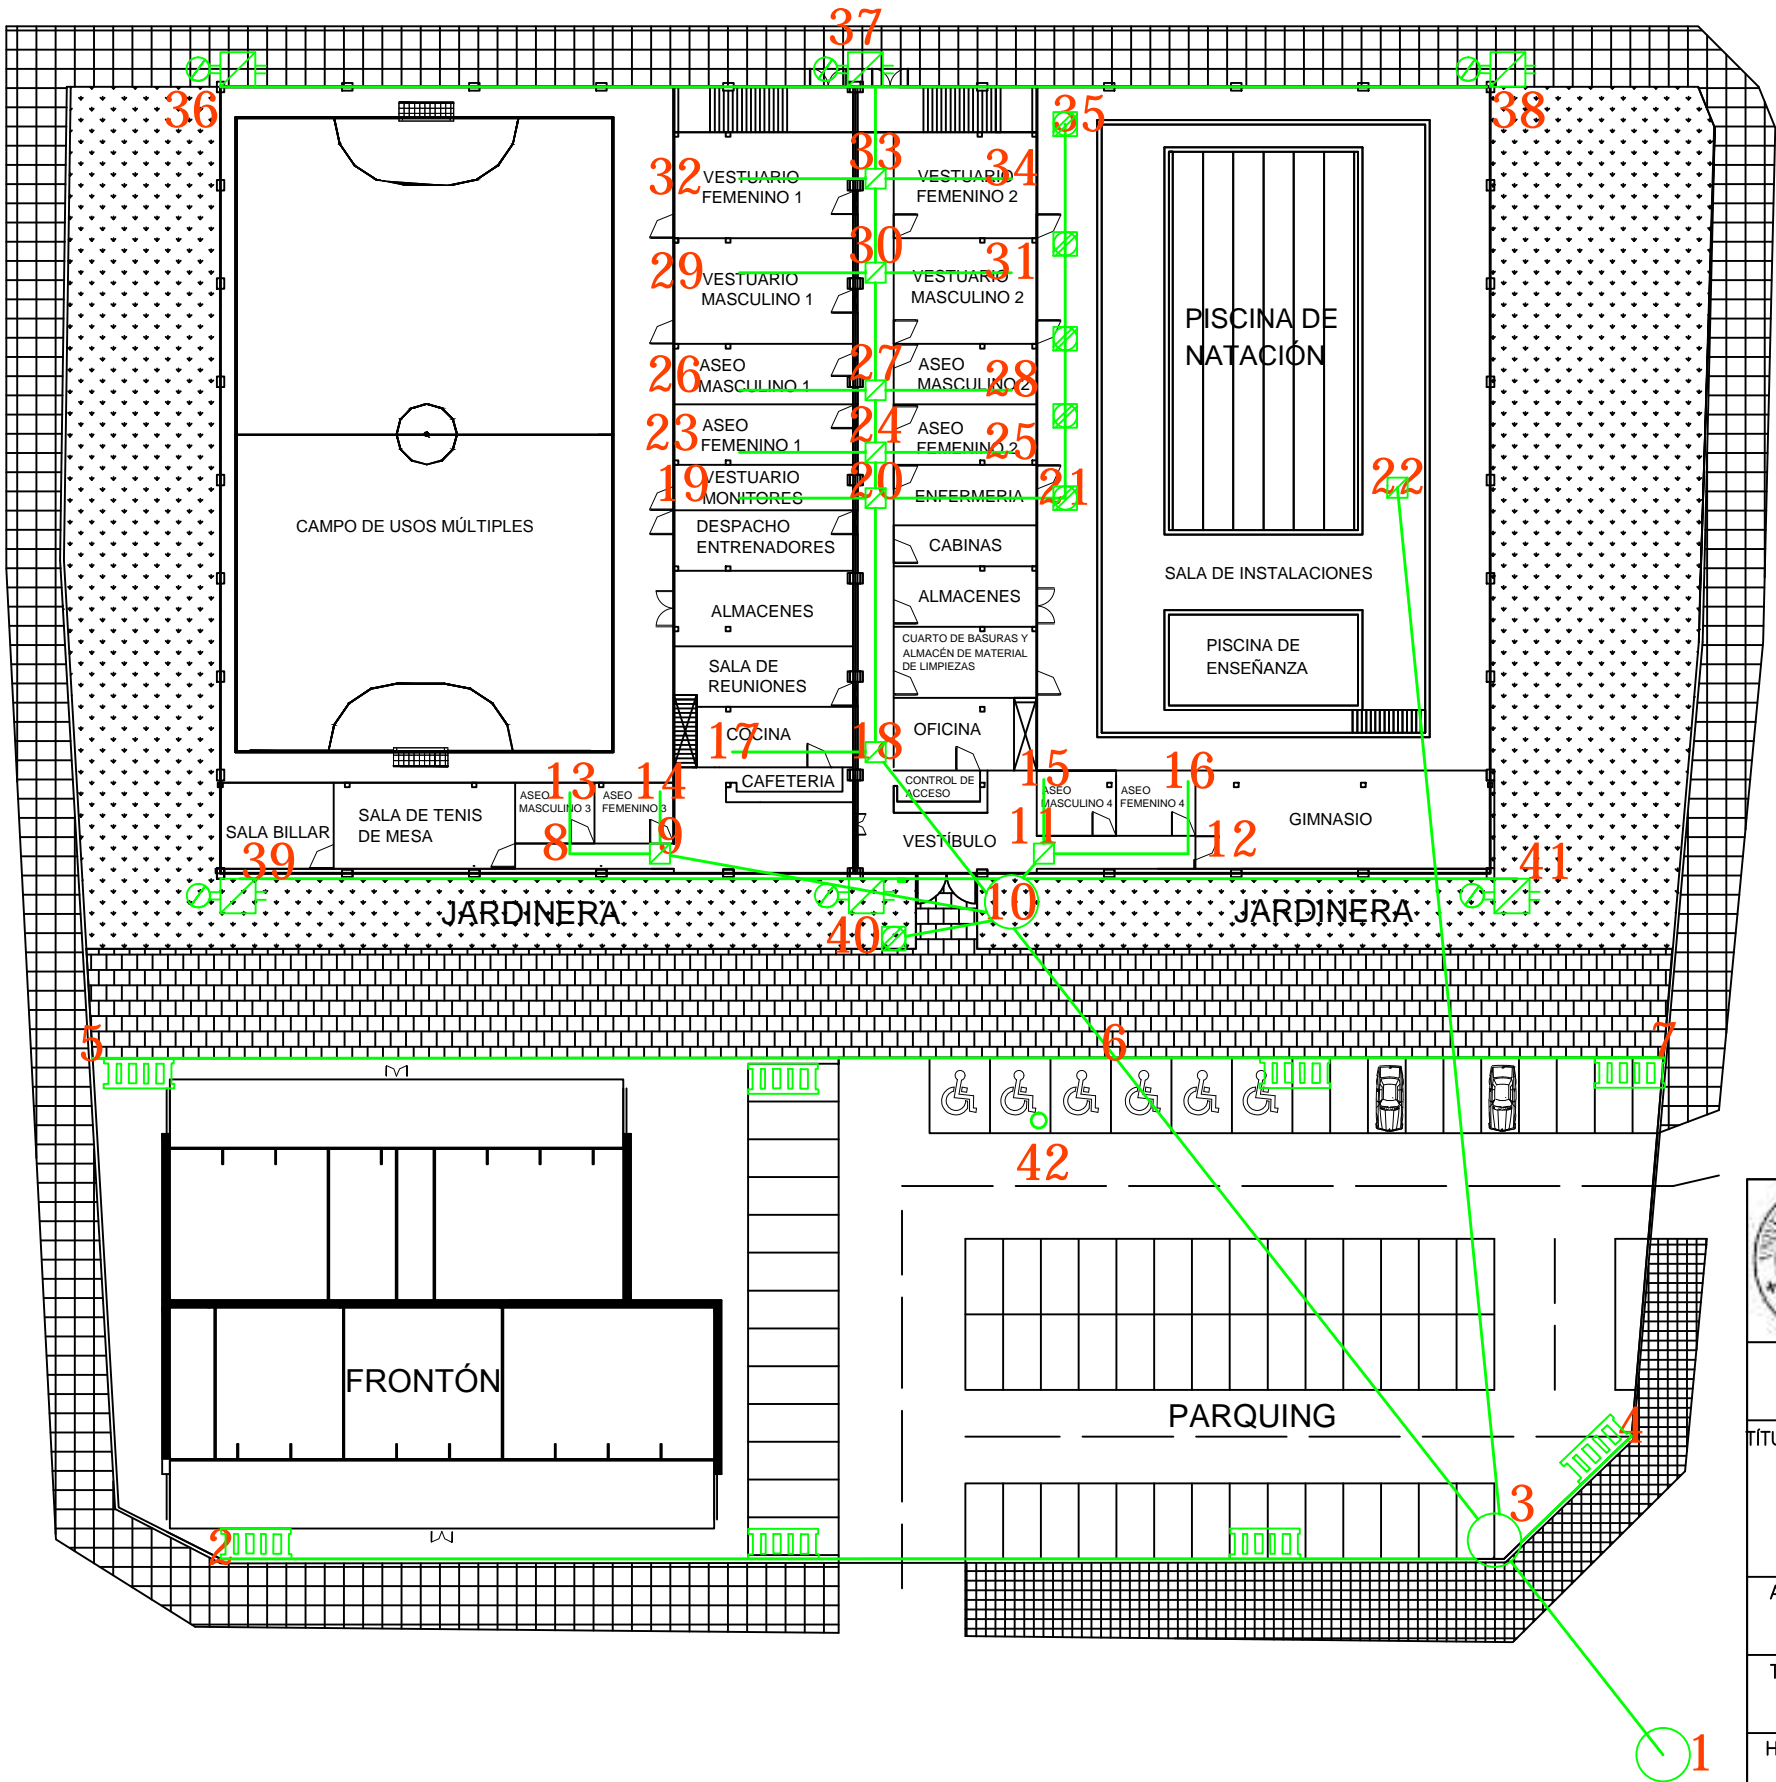 37
36
35
38
33
32
VESTUARIO
FEMENINO 1
VESTUARIO
FEMENINO 2
34
30
29
VESTUARIO
MASCULINO 1
VESTUARIO
MASCULINO 2
31
PISCINA DE
NATACIÓN
26
ASEO
MASCULINO 1
27
ASEO
MASCULINO 2
28
23
ASEO
FEMENINO 1
24
ASEO
FEMENINO 2
25
19
VESTUARIO
MONITORES
20
ENFERMERIA
21
22
CAMPO DE USOS MÚLTIPLES
DESPACHO
ENTRENADORES
CABINAS
SALA DE INSTALACIONES
ALMACENES
ALMACENES
CUARTO DE BASURAS Y
ALMACÉN DE MATERIAL
DE LIMPIEZAS
PISCINA DE
ENSEÑANZA
SALA DE
REUNIONES
17
COCINA
18
OFICINA
CAFETERIA
CONTROL DE
ACCESO
13
14
15
16
ASEO
MASCULINO 3
ASEO
FEMENINO 3
ASEO
MASCULINO 4
ASEO
FEMENINO 4
SALA BILLAR
SALA DE TENIS
DE MESA
8
9
VESTÍBULO
11
12
GIMNASIO
39
41
JARDINERA
10
JARDINERA
40
5
6
7
42
FRONTÓN
PARQUING
4
3
2
1